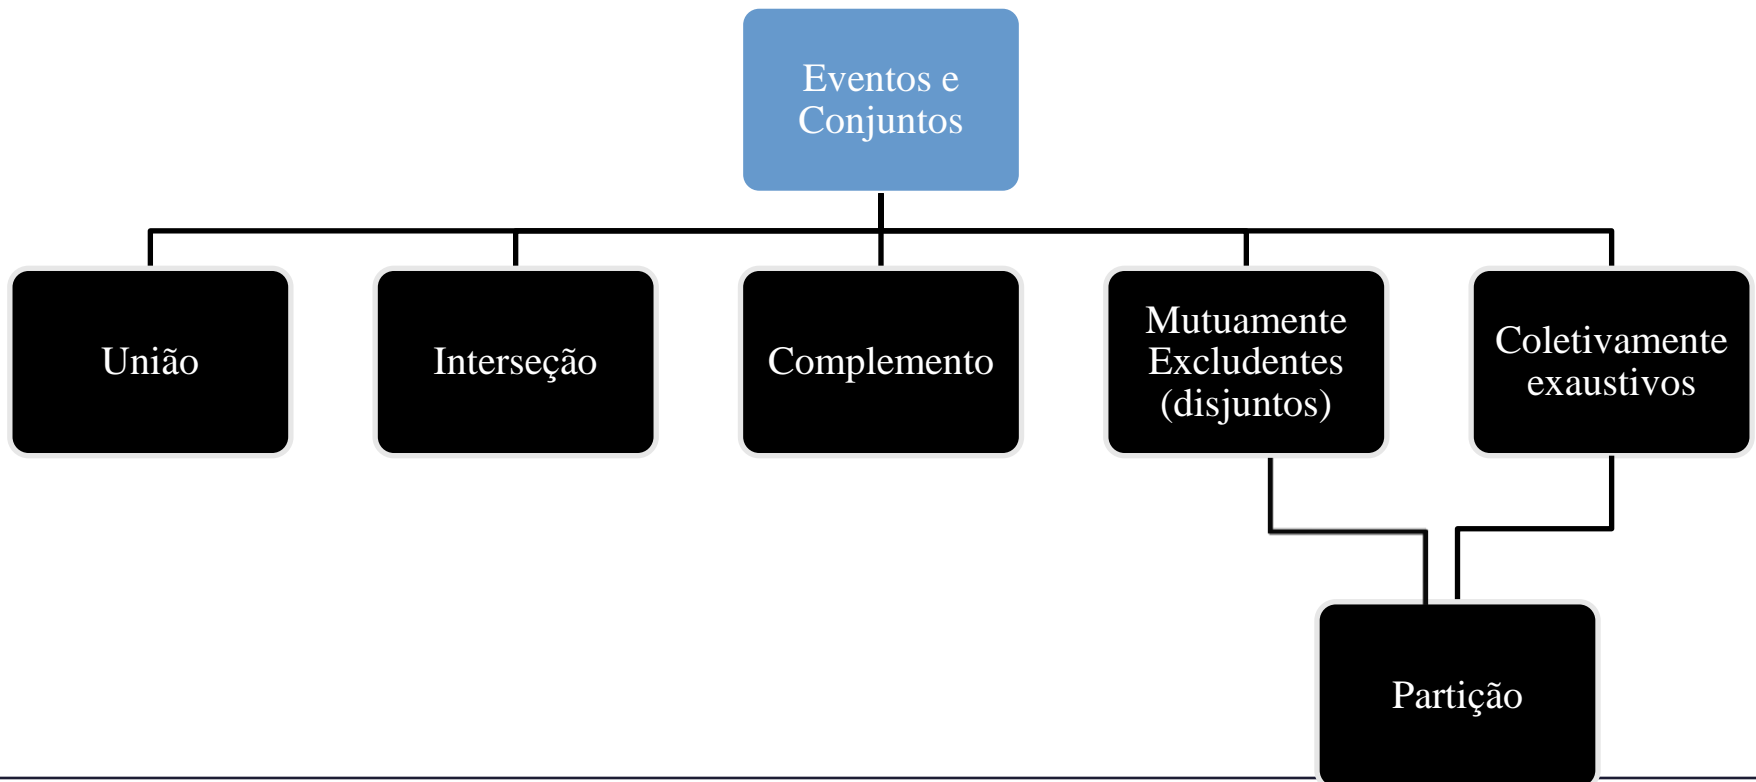 Eventos e
Conjuntos
União
Interseção
Complemento
Mutuamente
Excludentes
(disjuntos)
Coletivamente
exaustivos
Partição